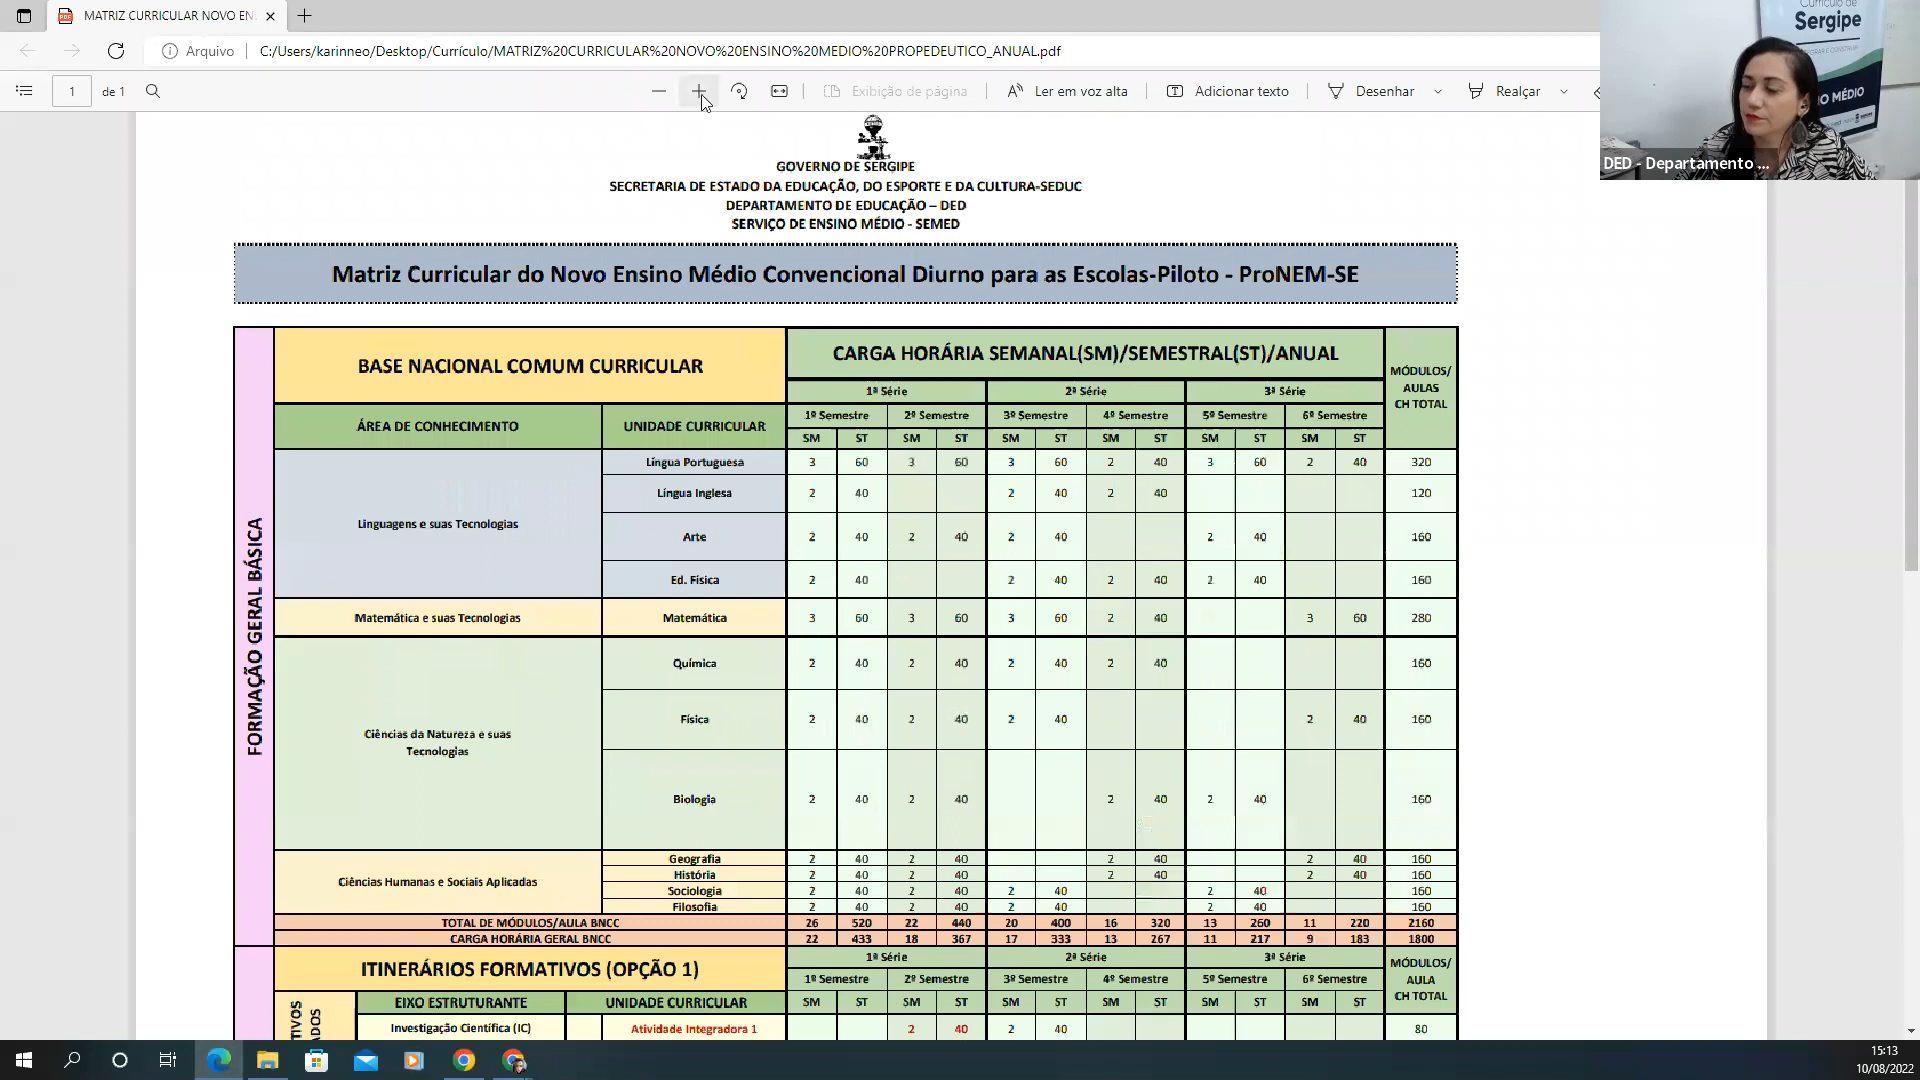 MATRIZ CURRICULAR NOVO EN
Arquivo
C:/Users/karinneo/Desktop/Currículo/MATRIZ%20CURRICULAR%20NOVO%20ENSINO%20MEDIO%20PROPEDEUTICO_ANUAL.pdf
1 de 1
Exibição de página
Ler em voz alta
Adicionar texto
Desenhar
Realçar
Currículo de
Sergipe
O MÉDIO
DED - Departamento ...
GOVERNO DE SERGIPE
SECRETARIA DE ESTADO DA EDUCAÇÃO, DO ESPORTE E DA CULTURA-SEDUC
DEPARTAMENTO DE EDUCAÇÃO – DED
SERVIÇO DE ENSINO MÉDIO - SEMED
Matriz Curricular do Novo Ensino Médio Convencional Diurno para as Escolas-Piloto - ProNEM-SE
FORMAÇÃO GERAL BÁSICA
BASE NACIONAL COMUM CURRICULAR
CARGA HORÁRIA SEMANAL(SM)/SEMESTRAL(ST)/ANUAL
MÓDULOS/
AULAS
CH TOTAL
1ª Série 2ª Série 3ª Série
ÁREA DE CONHECIMENTO UNIDADE CURRICULAR
1º Semestre 2º Semestre 3º Semestre 4º Semestre 5º Semestre 6º Semestre
SM ST SM ST SM ST SM ST SM ST SM ST
Linguagens e suas Tecnologias
Língua Portuguesa 3 60 3 60 3 60 2 40 3 60 2 40 320
Língua Inglesa 2 40 2 40 2 40 120
Arte 2 40 2 40 2 40 2 40 160
Ed. Física 2 40 2 40 2 40 2 40 160
Matemática e suas Tecnologias Matemática 3 60 3 60 3 60 2 40 3 60 280
Ciências da Natureza e suas
Tecnologias
Química 2 40 2 40 2 40 2 40 160
Física 2 40 2 40 2 40 2 40 160
Biologia 2 40 2 40 2 40 2 40 160
Ciências Humanas e Sociais Aplicadas
Geografia 2 40 2 40 2 40 2 40 160
História 2 40 2 40 2 40 2 40 160
Sociologia 2 40 2 40 2 40 2 40 160
Filosofia 2 40 2 40 2 40 2 40 160
TOTAL DE MÓDULOS/AULA BNCC 26 520 22 440 20 400 16 320 13 260 11 220 2160
CARGA HORÁRIA GERAL BNCC 22 433 18 367 17 333 13 267 11 217 9 183 1800
ITINERÁRIOS FORMATIVOS (OPÇÃO 1)
1ª Série 2ª Série 3ª Série
MÓDULOS/
AULA
CH TOTAL
1º Semestre 2º Semestre 3º Semestre 4º Semestre 5º Semestre 6º Semestre
EIXO ESTRUTURANTE UNIDADE CURRICULAR
SM ST SM ST SM ST SM ST SM ST SM ST
TIVOS
ADOS
Investigação Científica (IC) Atividade Integradora 1 2 40 2 40 80
15:13
10/08/2022